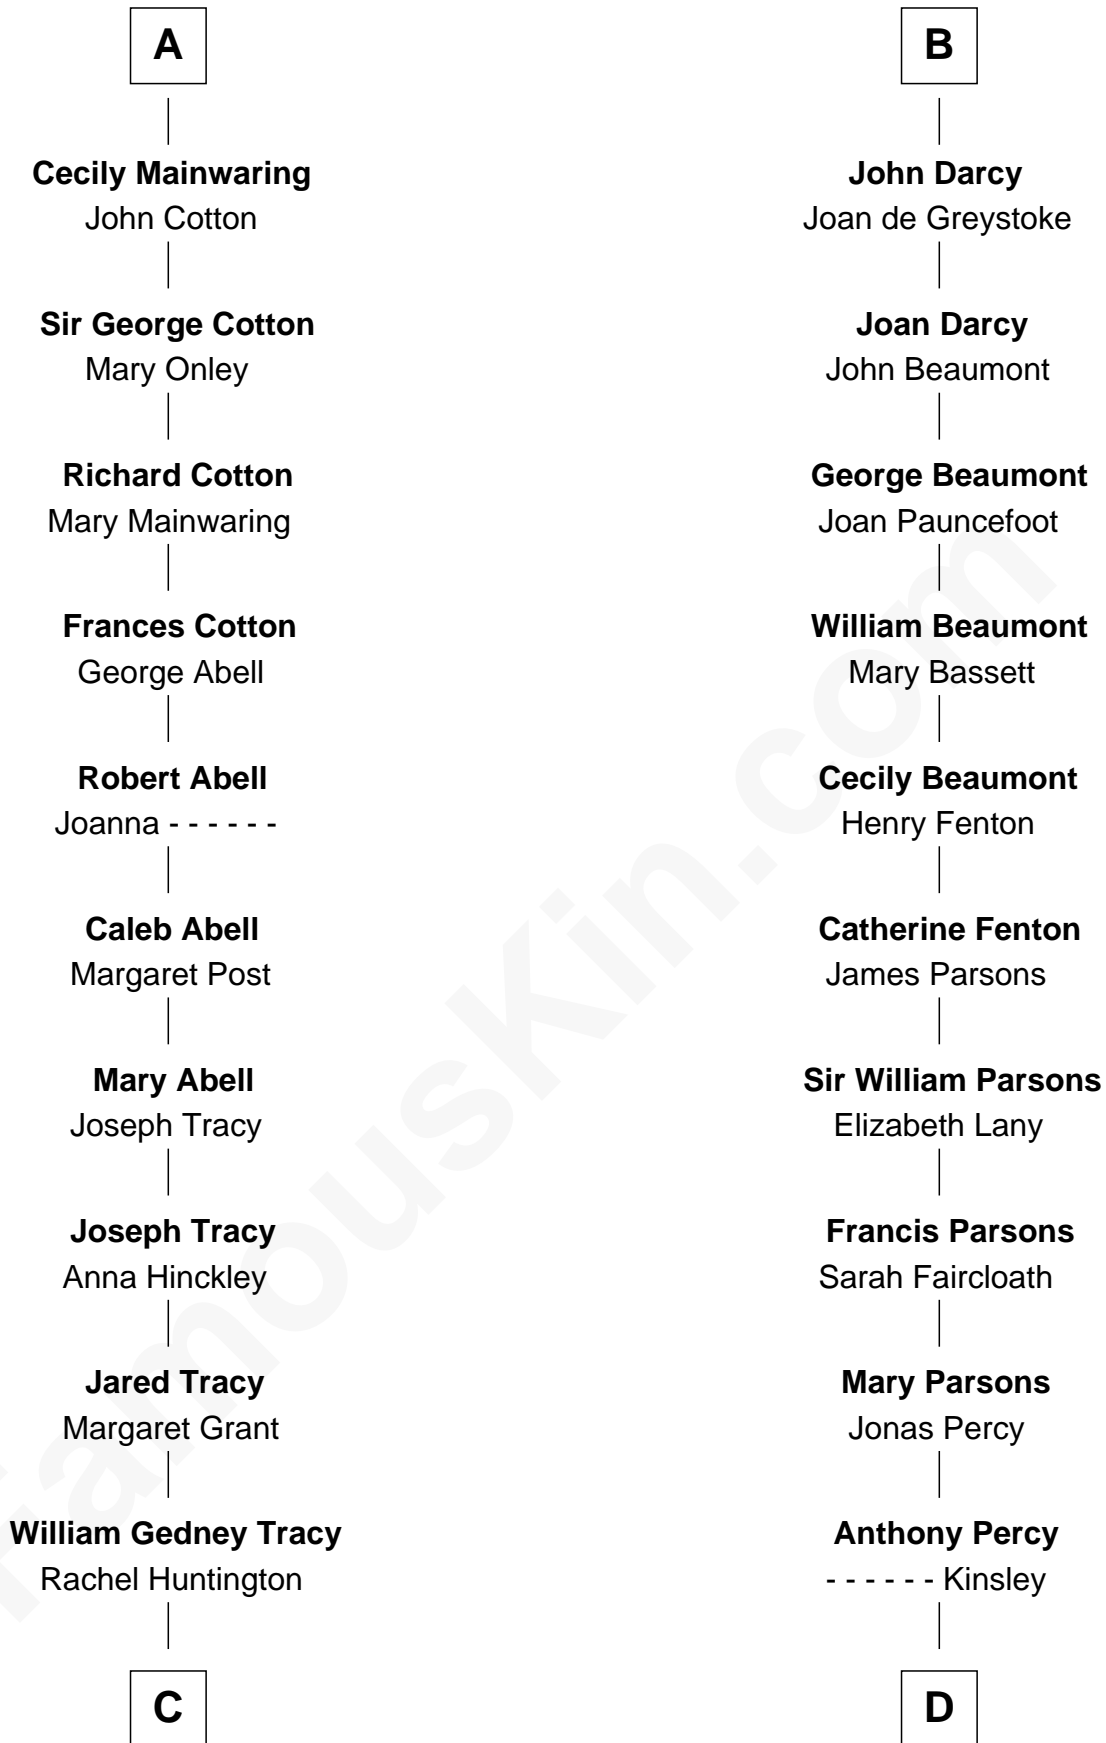 A
Cecily Mainwaring
John Cotton
Sir George Cotton
Mary Onley
Richard Cotton
Mary Mainwaring
Frances Cotton
George Abell
Robert Abell
Joanna - - - - - -
Caleb Abell
Margaret Post
Mary Abell
Joseph Tracy
Joseph Tracy
Anna Hinckley
Jared Tracy
Margaret Grant
William Gedney Tracy
Rachel Huntington
C
B
John Darcy
Joan de Greystoke
Joan Darcy
John Beaumont
George Beaumont
Joan Pauncefoot
William Beaumont
Mary Bassett
Cecily Beaumont
Henry Fenton
Catherine Fenton
James Parsons
Sir William Parsons
Elizabeth Lany
Francis Parsons
Sarah Faircloath
Mary Parsons
Jonas Percy
Anthony Percy
- - - - - - Kinsley
D
FamousKin.com